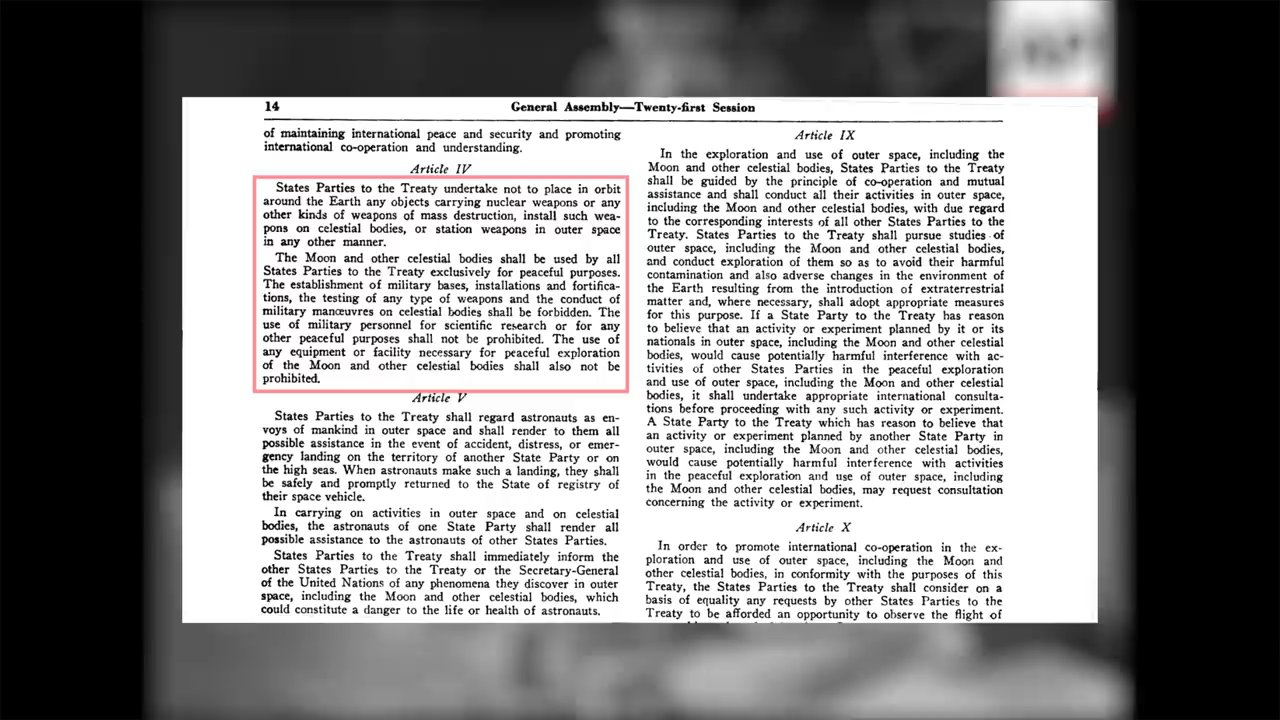 14
General Assembly—Twenty-first Session
of maintaining international peace and security and promoting
international co-operation and understanding.
Article IV
States Parties to the Treaty undertake not to place in orbit
around the Earth any objects carrying nuclear weapons or any
other kinds of weapons of mass destruction, install such wea-
pons on celestial bodies, or station weapons in outer space
in any other manner.
The Moon and other celestial bodies shall be used by all
States Parties to the Treaty exclusively for peaceful purposes.
The establishment of military bases, installations and fortifica-
tions, the testing of any type of weapons and the conduct of
military manœuvres on celestial bodies shall be forbidden. The
use of military personnel for scientific research or for any
other peaceful purposes shall not be prohibited. The use of
any equipment or facility necessary for peaceful exploration
of the Moon and other celestial bodies shall also not be
prohibited.
Article V
States Parties to the Treaty shall regard astronauts as en-
voys of mankind in outer space and shall render to them all
possible assistance in the event of accident, distress, or emer-
gency landing on the territory of another State Party or on
the high seas. When astronauts make such a landing, they shall
be safely and promptly returned to the State of registry of
their space vehicle.
In carrying on activities in outer space and on celestial
bodies, the astronauts of one State Party shall render all
possible assistance to the astronauts of other States Parties.
States Parties to the Treaty shall immediately inform the
other States Parties to the Treaty or the Secretary-General
of the United Nations of any phenomena they discover in outer
space, including the Moon and other celestial bodies, which
could constitute a danger to the life or health of astronauts.
Article IX
In the exploration and use of outer space, including the
Moon and other celestial bodies, States Parties to the Treaty
shall be guided by the principle of co-operation and mutual
assistance and shall conduct all their activities in outer space,
including the Moon and other celestial bodies, with due regard
to the corresponding interests of all other States Parties to the
Treaty. States Parties to the Treaty shall pursue studies of
outer space, including the Moon and other celestial bodies,
and conduct exploration of them so as to avoid their harmful
contamination and also adverse changes in the environment of
the Earth resulting from the introduction of extraterrestrial
matter and, where necessary, shall adopt appropriate measures
for this purpose. If a State Party to the Treaty has reason
to believe that an activity or experiment planned by it or its
nationals in outer space, including the Moon and other celestial
bodies, would cause potentially harmful interference with ac-
tivities of other States Parties in the peaceful exploration
and use of outer space, including the Moon and other celestial
bodies, it shall undertake appropriate international consulta-
tions before proceeding with any such activity or experiment.
A State Party to the Treaty which has reason to believe that
an activity or experiment planned by another State Party in
outer space, including the Moon and other celestial bodies,
would cause potentially harmful interference with activities
in the peaceful exploration and use of outer space, including
the Moon and other celestial bodies, may request consultation
concerning the activity or experiment.
Article X
In order to promote international co-operation in the ex-
ploration and use of outer space, including the Moon and
other celestial bodies, in conformity with the purposes of this
Treaty, the States Parties to the Treaty shall consider on a
basis of equality any requests by other States Parties to the
Treaty to be afforded an opportunity to observe the flight of